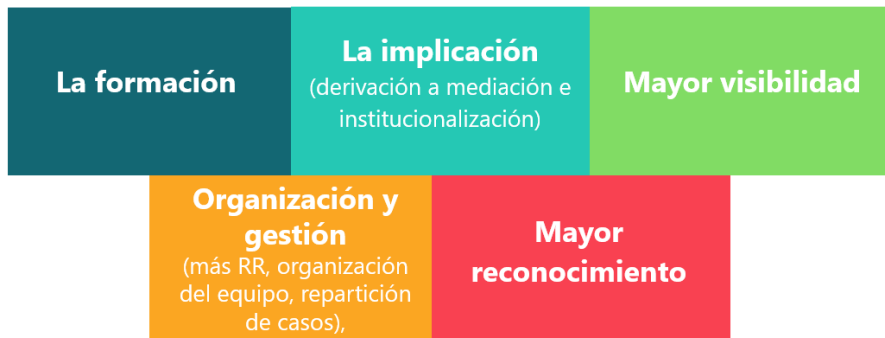 La formación
La implicación
(derivación a mediación e
institucionalización)
Mayor visibilidad
Organización y
gestión
(más RR, organización
del equipo, repartición
de casos),
Mayor
reconocimiento